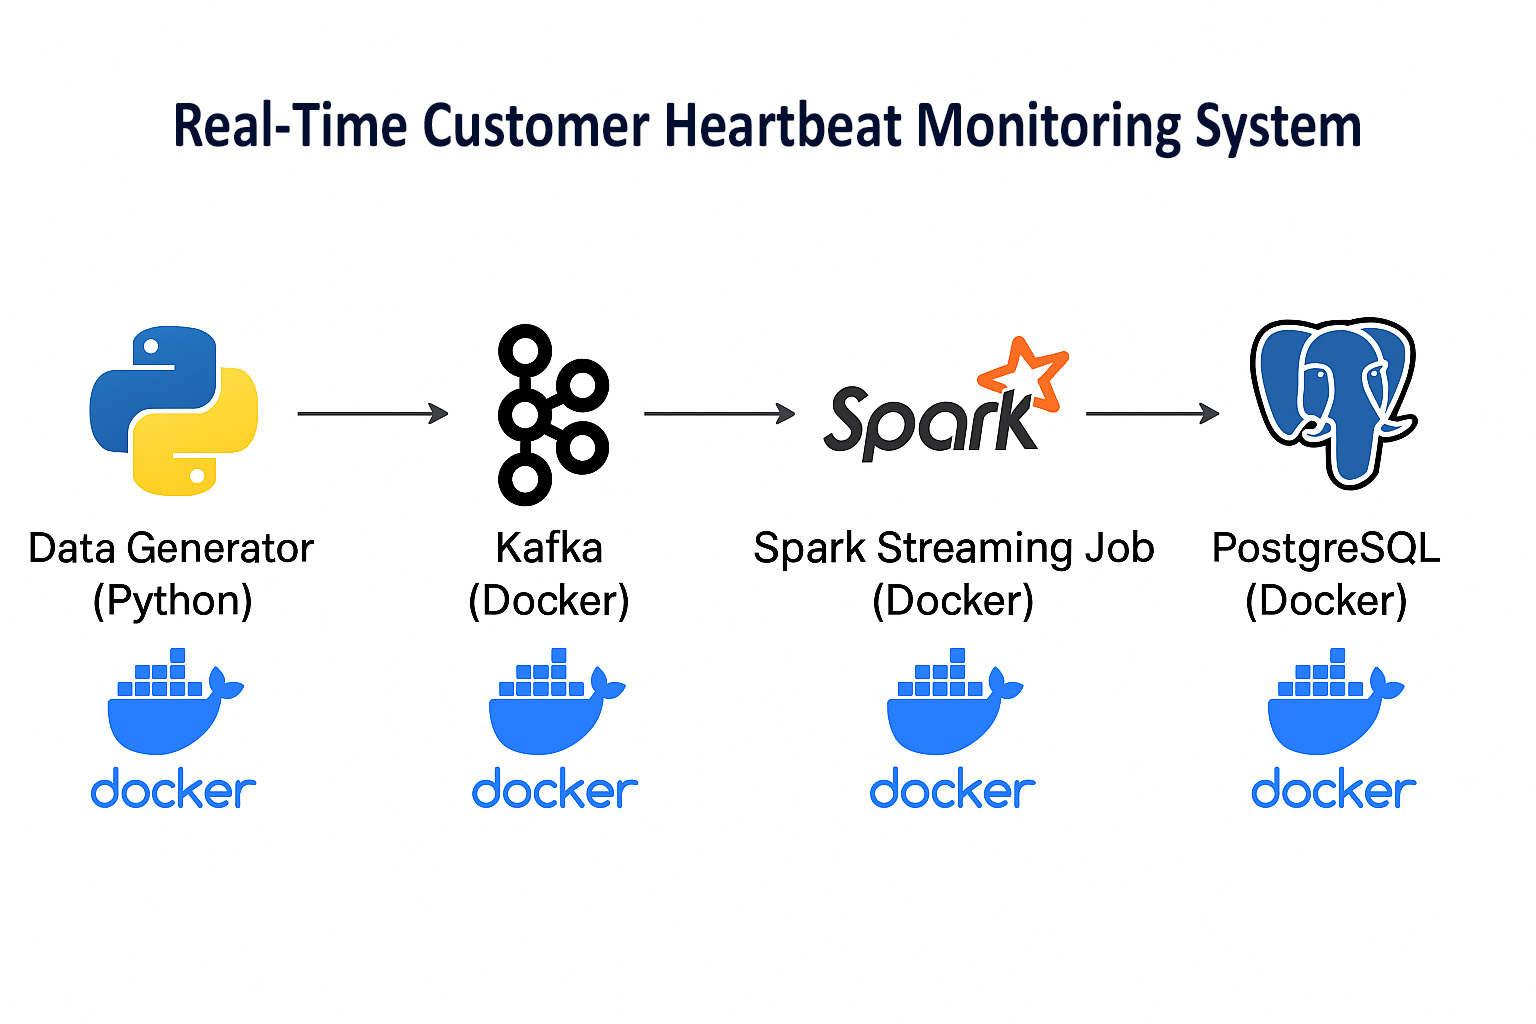 Real-Time Customer Heartbeat Monitoring System
Spark
Data Generator
(Python)
Kafka
(Docker)
Spark Streaming Job
(Docker)
PostgreSQL
(Docker)
docker
docker
docker
docker